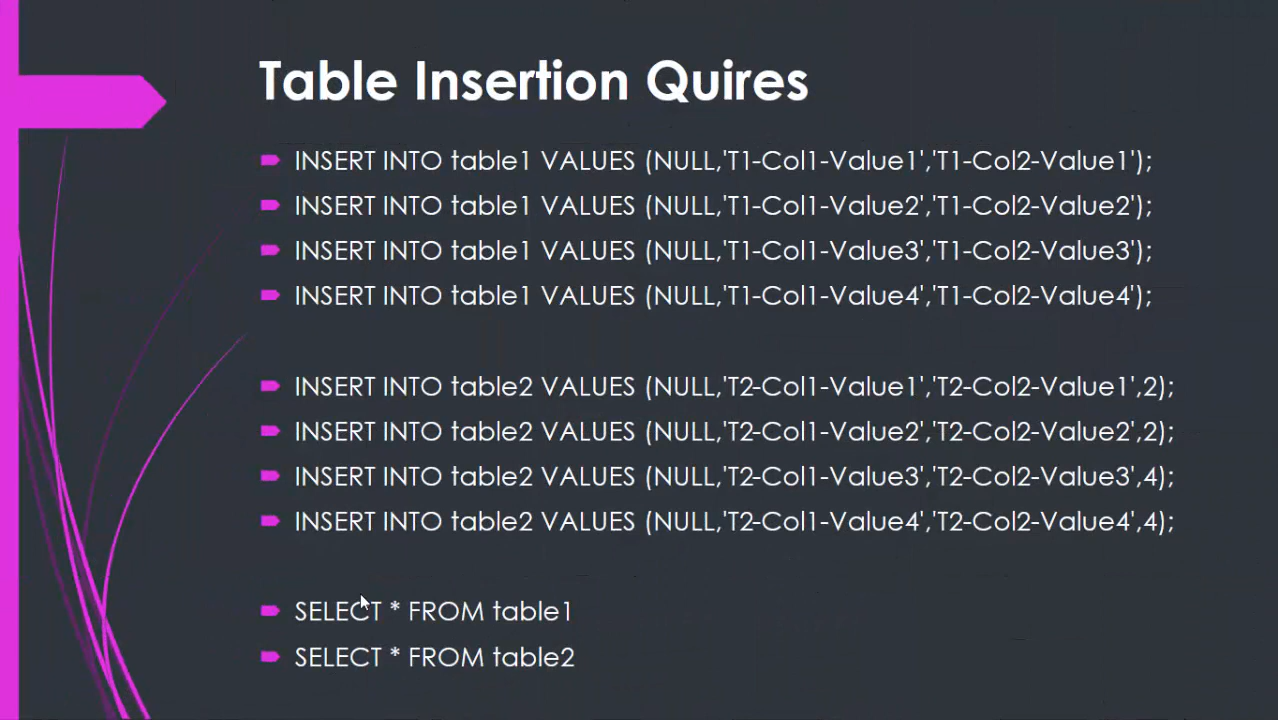 Table Insertion Quires
INSERT INTO table1 VALUES (NULL,'T1-Col1-Value1','T1-Col2-Value1');
INSERT INTO table1 VALUES (NULL,'T1-Col1-Value2','T1-Col2-Value2');
INSERT INTO table1 VALUES (NULL,'T1-Col1-Value3','T1-Col2-Value3');
INSERT INTO table1 VALUES (NULL,'T1-Col1-Value4','T1-Col2-Value4');
INSERT INTO table2 VALUES (NULL,'T2-Col1-Value1','T2-Col2-Value1',2);
INSERT INTO table2 VALUES (NULL,'T2-Col1-Value2','T2-Col2-Value2',2);
INSERT INTO table2 VALUES (NULL,'T2-Col1-Value3','T2-Col2-Value3',4);
INSERT INTO table2 VALUES (NULL,'T2-Col1-Value4','T2-Col2-Value4',4);
SELECT * FROM table1
SELECT * FROM table2